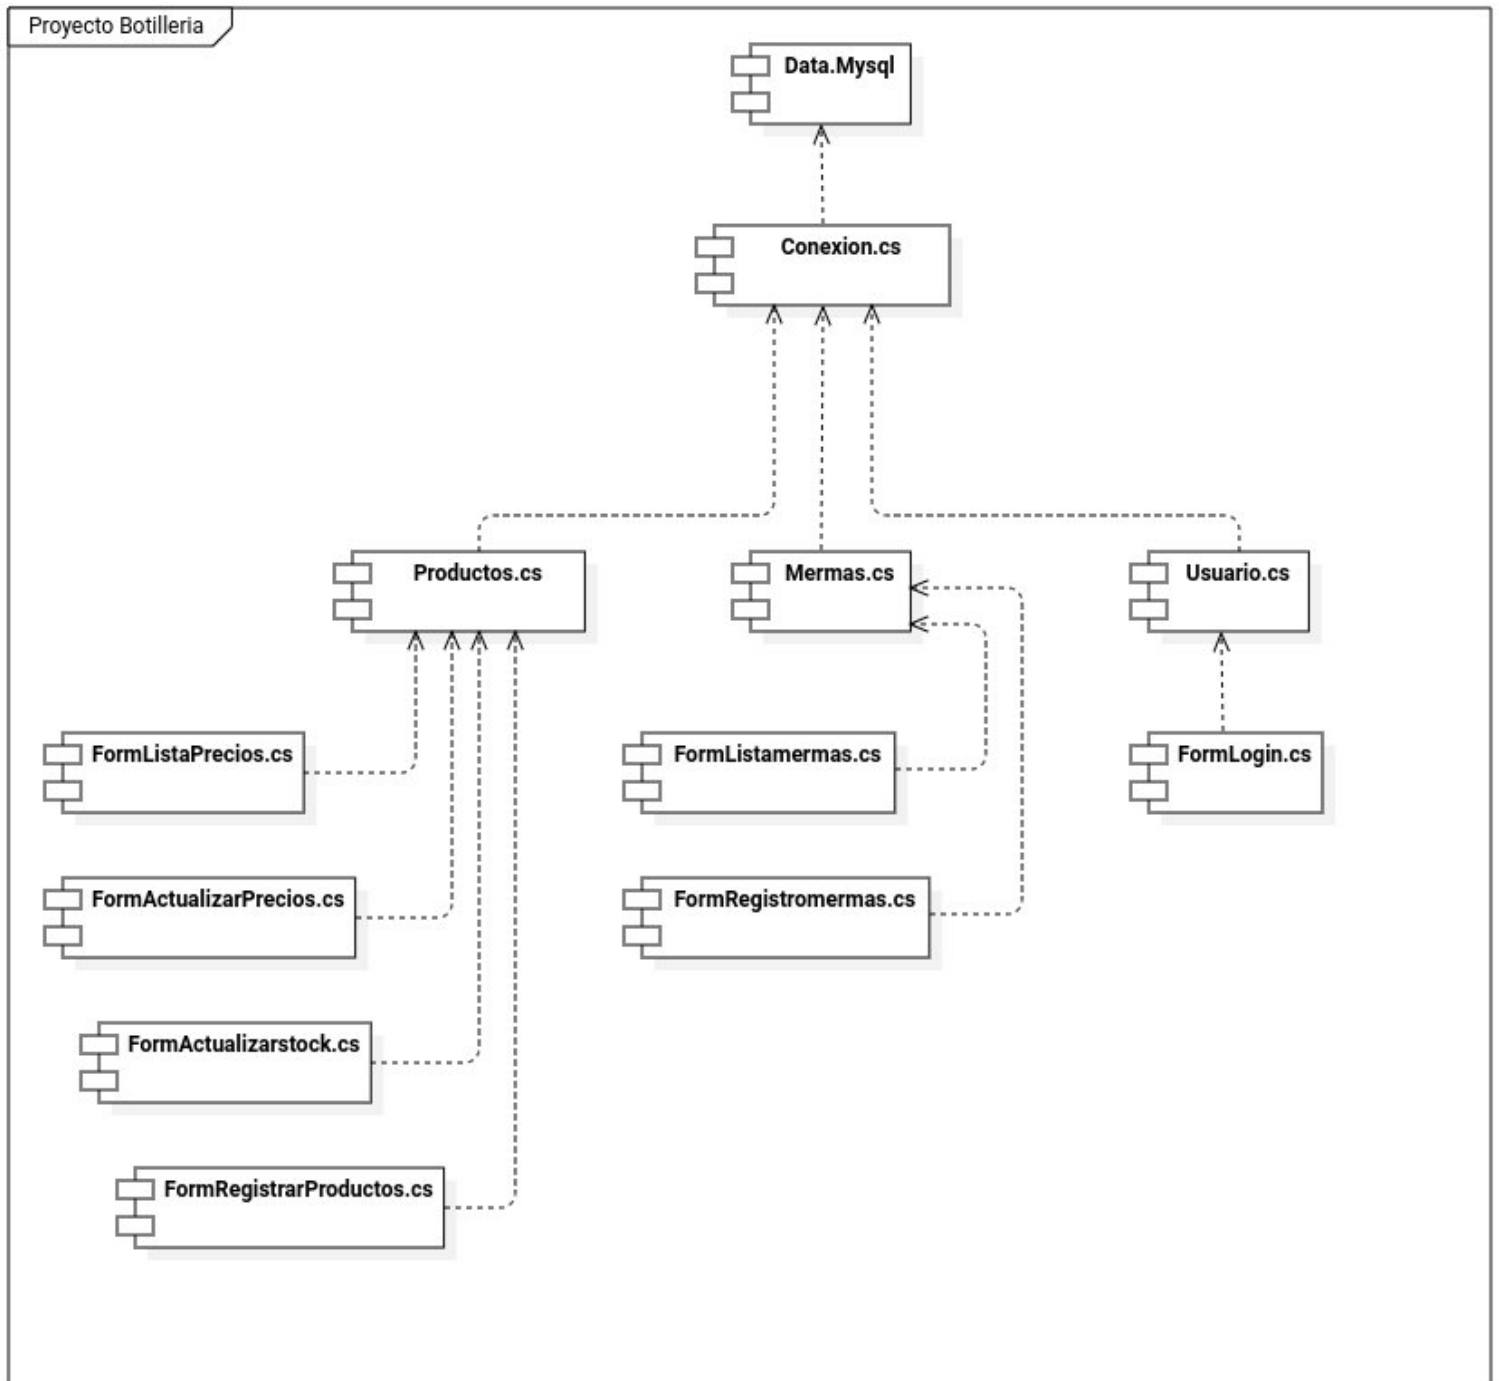 Proyecto Botilleria
Data.Mysql
Conexion.cs
Productos.cs
Mermas.cs
Usuario.cs
FormListaPrecios.cs
FormListamermas.cs
FormLogin.cs
FormActualizarPrecios.cs
FormRegistromermas.cs
FormActualizarstock.cs
FormRegistrarProductos.cs